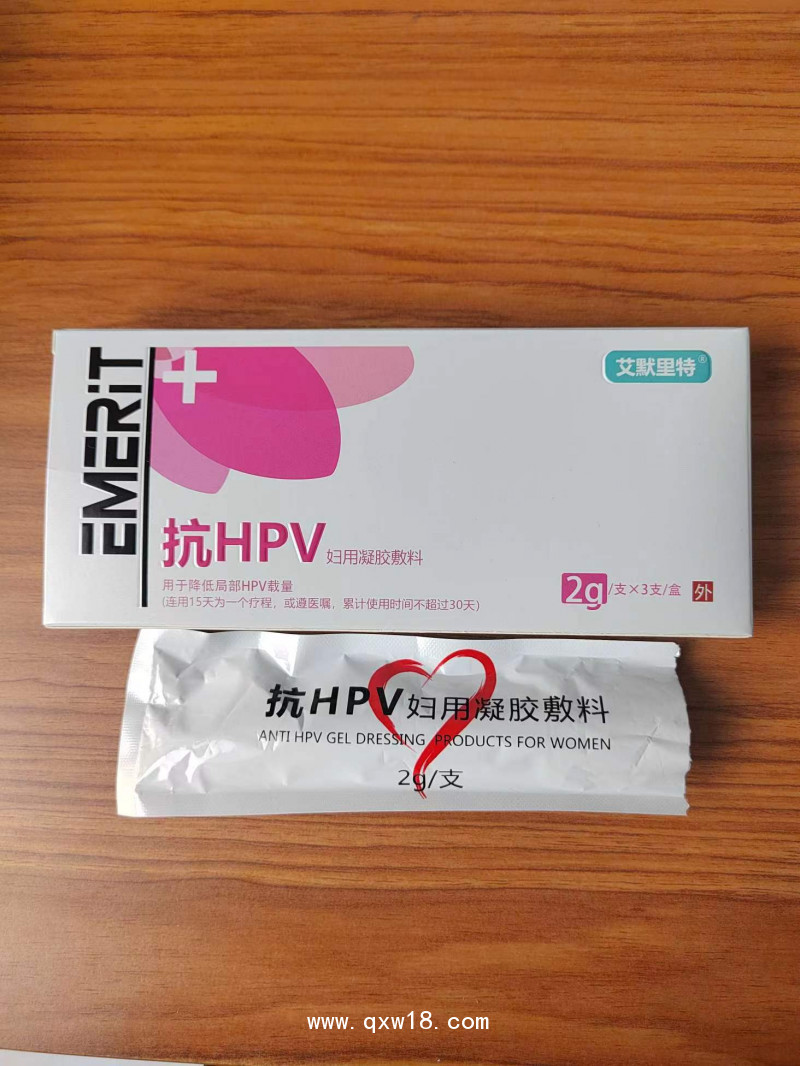 EMERiT
艾默里特®
抗HPV 妇用凝胶敷料
用于降低局部HPV载量
(连用15天为一个疗程，或遵医嘱，累计使用时间不超过30天)
2g/支×3支/盒 外
抗HPV妇用凝胶敷料
ANTI HPV GEL DRESSING PRODUCTS FOR WOMEN
2g/支
www.qxw18.com